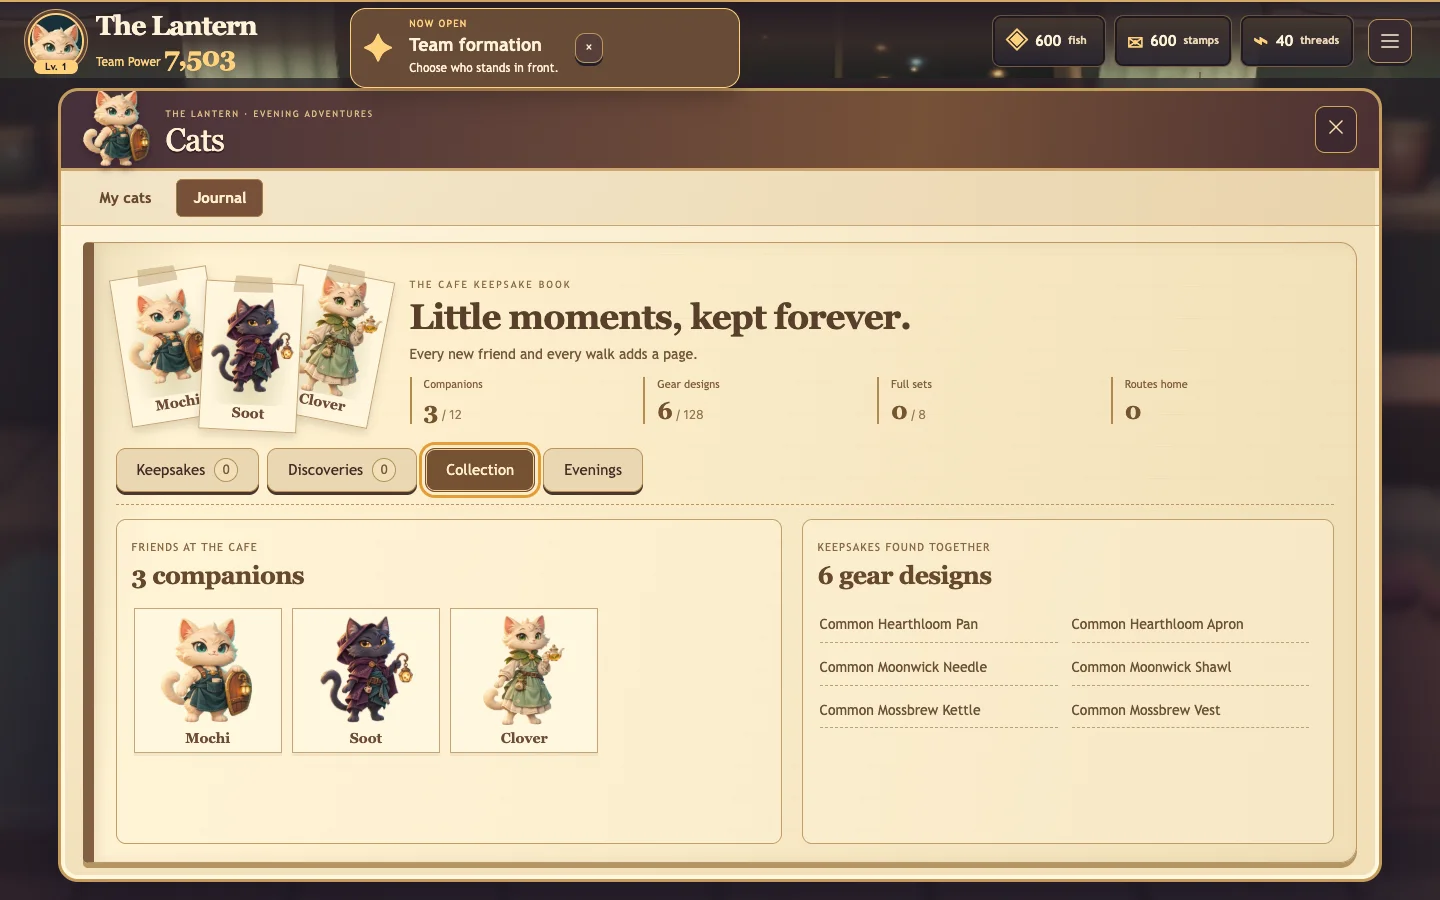 The Lantern
Lv. 1
Team Power 7,503
NOW OPEN
Team formation
Choose who stands in front.
×
600 fish
600 stamps
40 threads
THE LANTERN · EVENING ADVENTURES
Cats
My cats
Journal
Mochi
Soot
Clover
THE CAFE KEEPSAKE BOOK
Little moments, kept forever.
Every new friend and every walk adds a page.
Companions
3 / 12
Gear designs
6 / 128
Full sets
0 / 8
Routes home
0
Keepsakes 0
Discoveries 0
Collection
Evenings
FRIENDS AT THE CAFE
3 companions
Mochi
Soot
Clover
KEEPSAKES FOUND TOGETHER
6 gear designs
Common Hearthloom Pan
Common Hearthloom Apron
Common Moonwick Needle
Common Moonwick Shawl
Common Mossbrew Kettle
Common Mossbrew Vest